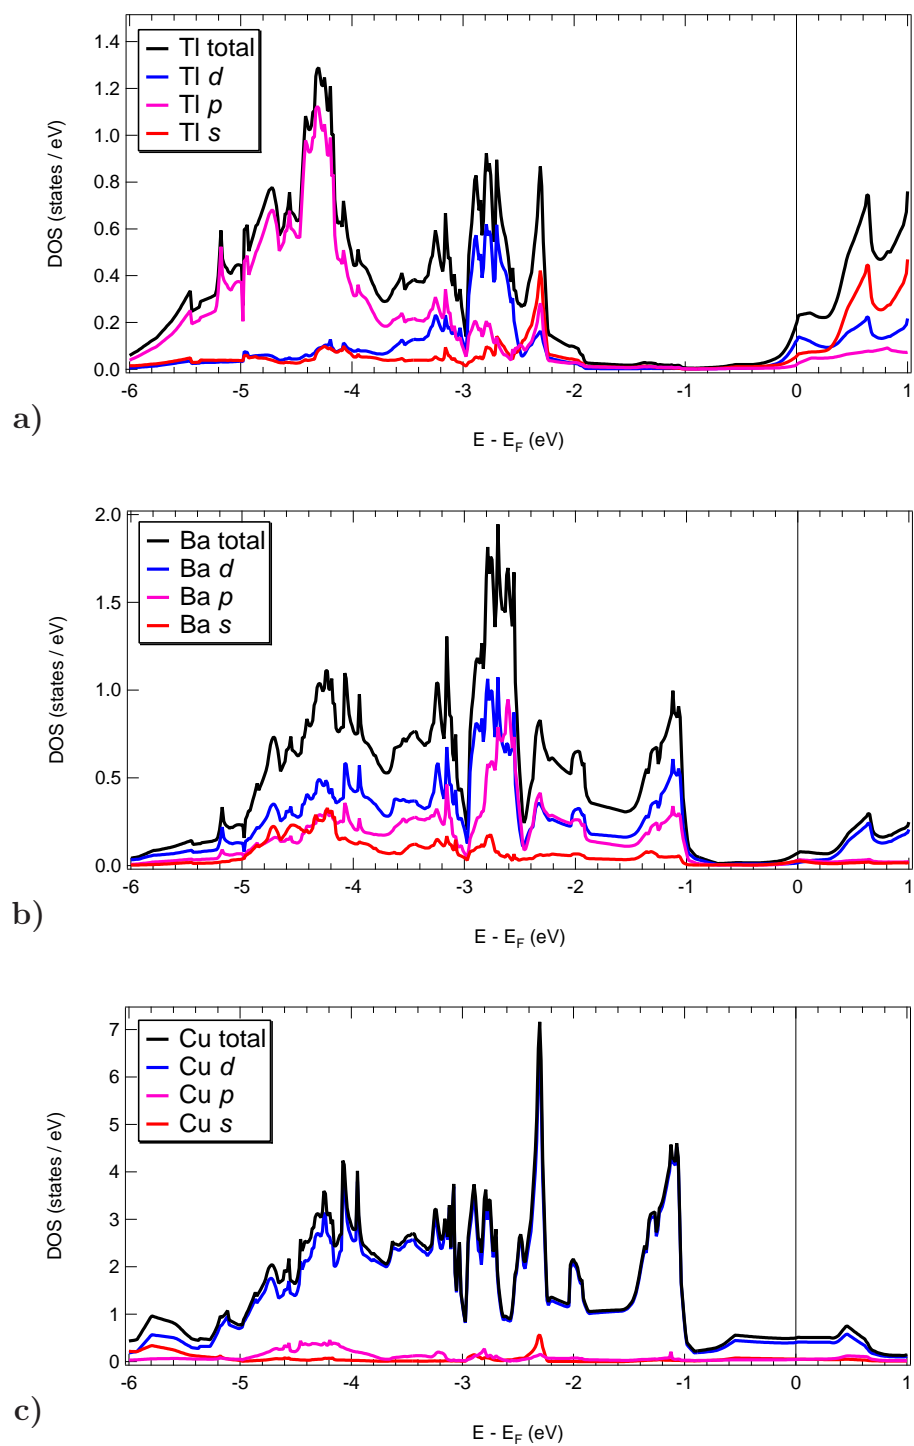 1.4
1.2
1.0
0.8
0.6
0.4
0.2
0.0
DOS (states / eV)
Tl total
Tl d
Tl p
Tl s
-6 -5 -4 -3 -2 -1 0 1
E - E_F (eV)
a)
2.0
1.5
1.0
0.5
0.0
DOS (states / eV)
Ba total
Ba d
Ba p
Ba s
-6 -5 -4 -3 -2 -1 0 1
E - E_F (eV)
b)
7
6
5
4
3
2
1
0
DOS (states / eV)
Cu total
Cu d
Cu p
Cu s
-6 -5 -4 -3 -2 -1 0 1
E - E_F (eV)
c)